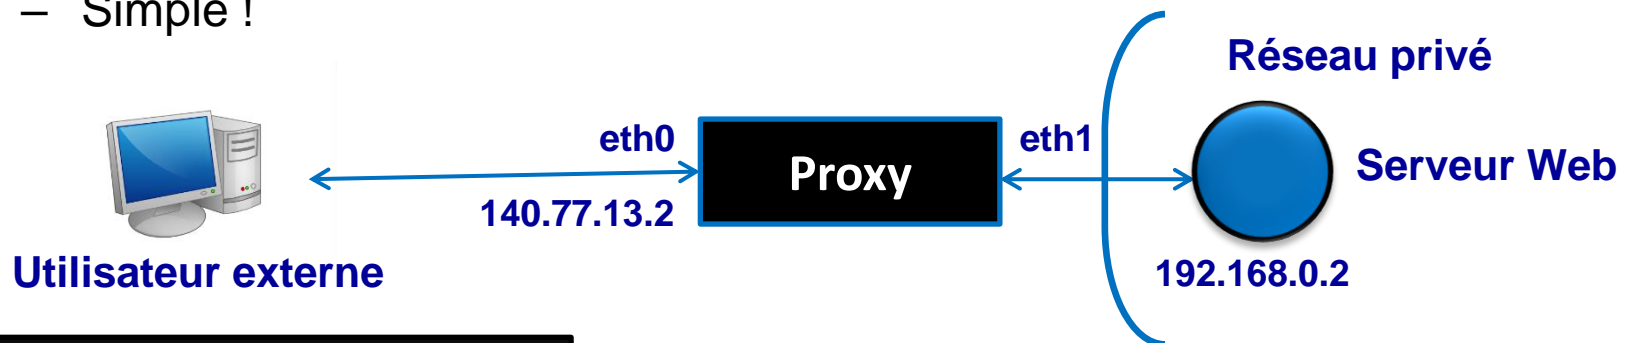 – Simple !
Réseau privé
eth0
eth1
Proxy
Serveur Web
140.77.13.2
Utilisateur externe
192.168.0.2